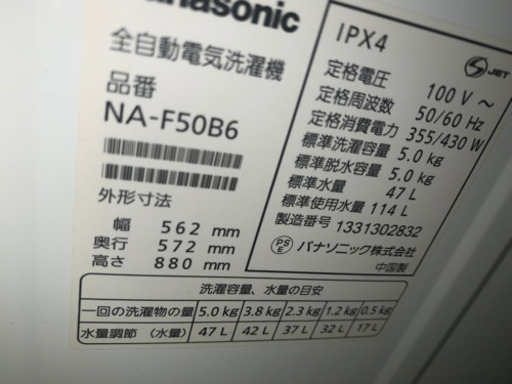 Panasonic
全自動電気洗濯機
品番
NA-F50B6
外形寸法
幅 562 mm
奥行 572 mm
高さ 880 mm
IPX4
JET
定格電圧 100 V ～
定格周波数 50/60 Hz
定格消費電力 355/430 W
標準洗濯容量 5.0 kg
標準脱水容量 5.0 kg
標準水量 47 L
標準使用水量 114 L
製造番号 1331302832
PSE パナソニック株式会社
中国製
洗濯容量、水量の目安
一回の洗濯物の量 5.0 kg 3.8 kg 2.3 kg 1.2 kg 0.5 kg
水量調節（水量） 47 L 42 L 37 L 32 L 17 L